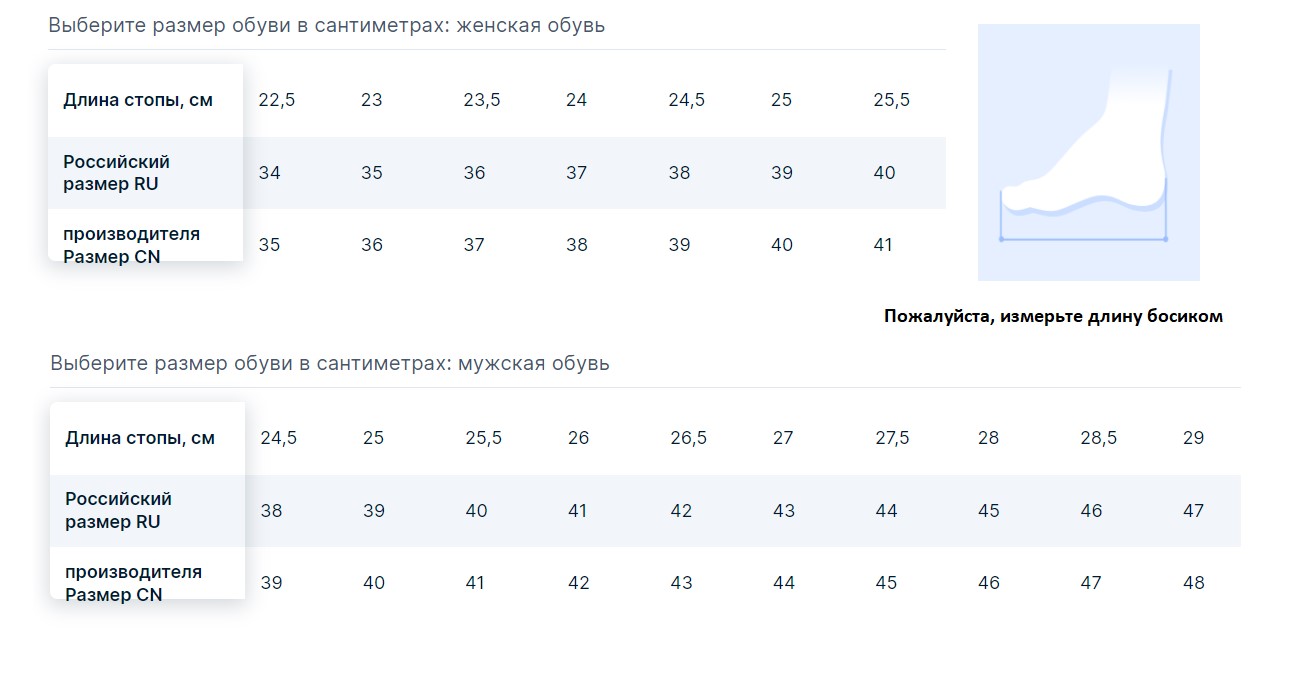 Выберите размер обуви в сантиметрах: женская обувь
Длина стопы, см 22,5 23 23,5 24 24,5 25 25,5
Российский
размер RU 34 35 36 37 38 39 40
производителя
Размер CN 35 36 37 38 39 40 41
Пожалуйста, измерьте длину босиком
Выберите размер обуви в сантиметрах: мужская обувь
Длина стопы, см 24,5 25 25,5 26 26,5 27 27,5 28 28,5 29
Российский
размер RU 38 39 40 41 42 43 44 45 46 47
производителя
Размер CN 39 40 41 42 43 44 45 46 47 48